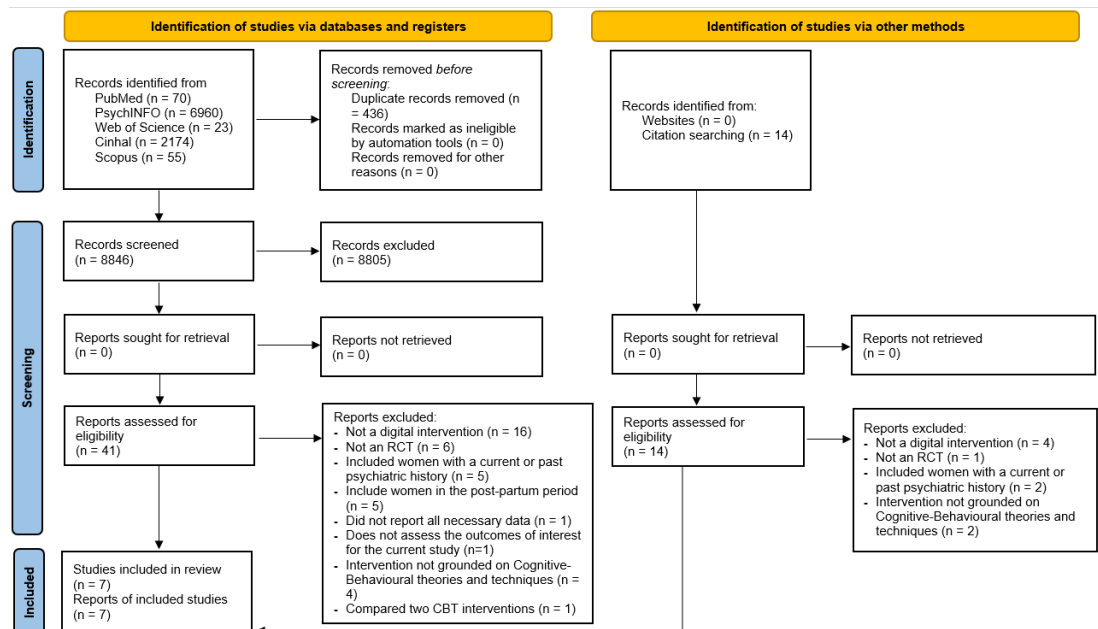 Identification of studies via databases and registers
Identification of studies via other methods
Identification
Records identified from
PubMed (n = 70)
PsychINFO (n = 6960)
Web of Science (n = 23)
Cinhal (n = 2174)
Scopus (n = 55)
Records removed before
screening:
Duplicate records removed (n
= 436)
Records marked as ineligible
by automation tools (n = 0)
Records removed for other
reasons (n = 0)
Records identified from:
Websites (n = 0)
Citation searching (n = 14)
Screening
Records screened
(n = 8846)
Records excluded
(n = 8805)
Reports sought for retrieval
(n = 0)
Reports not retrieved
(n = 0)
Reports sought for retrieval
(n = 0)
Reports not retrieved
(n = 0)
Reports assessed for
eligibility
(n = 41)
Reports excluded:
- Not a digital intervention (n = 16)
- Not an RCT (n = 6)
- Included women with a current or past
psychiatric history (n = 5)
- Include women in the post-partum period
(n = 5)
- Did not report all necessary data (n = 1)
- Does not assess the outcomes of interest
for the current study (n=1)
- Intervention not grounded on Cognitive-
Behavioural theories and techniques (n =
4)
- Compared two CBT interventions (n = 1)
Reports assessed for
eligibility
(n = 14)
Reports excluded:
- Not a digital intervention (n = 4)
- Not an RCT (n = 1)
- Included women with a current or
past psychiatric history (n = 2)
- Intervention not grounded on
Cognitive-Behavioural theories and
techniques (n = 2)
Included
Studies included in review
(n = 7)
Reports of included studies
(n = 7)